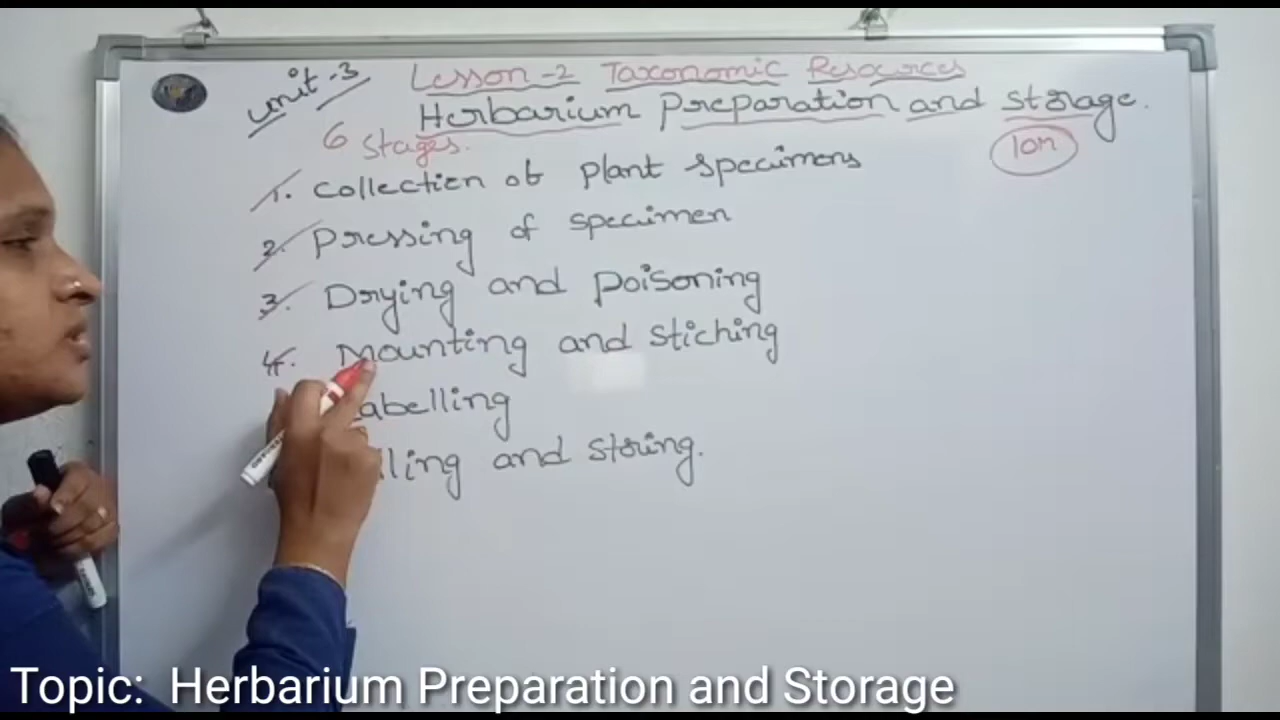 unit-3
Lesson-2 Taxonomic Resources
Herbarium Preparation and storage.
6 stages.
10M
1. Collection of plant specimens
2. Pressing of specimen
3. Drying and poisoning
4. Mounting and stiching
Labelling
lling and storing.
Topic: Herbarium Preparation and Storage